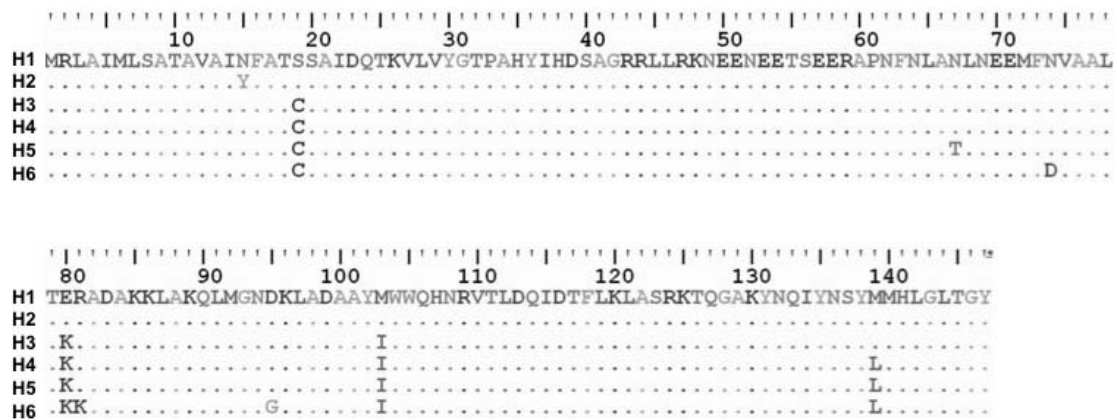 10 20 30 40 50 60 70
H1 MRLAIMLSATAVAINFATSSAIDQTKVLVYGTPAHYIHDSAGRRLLRKNEENEETSEERAPNFNLANLNEEMFNVAAL
H2 ..............Y...............................................................
H3 ..................C...........................................................
H4 ..................C...........................................................
H5 ..................C...............................................T...........
H6 ..................C......................................................D....
80 90 100 110 120 130 140
H1 TERADAKKLAKQLMGNDKLADAAYMWWQHNRVTLDQIDTFLKLASRKTQGAKYNQIYNSYMMHLGLTGY
H2 .....................................................................
H3 .K......................I............................................
H4 .K......................I...................................L........
H5 .K......................I...................................L........
H6 .KK.............G.......I...................................L........